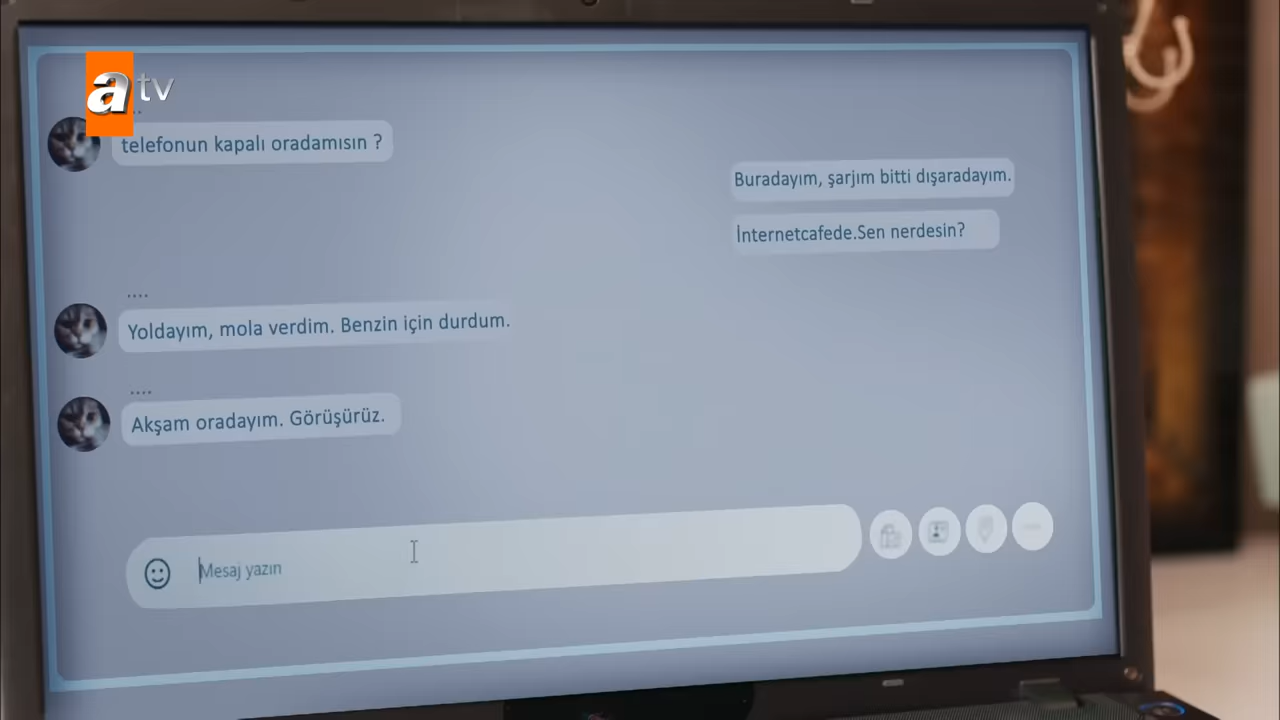 atv
telefonun kapalı oradamısın ?
Buradayım, şarjım bitti dışaradayım.
İnternetcafede.Sen nerdesin?
....
Yoldayım, mola verdim. Benzin için durdum.
....
Akşam oradayım. Görüşürüz.
Mesaj yazın